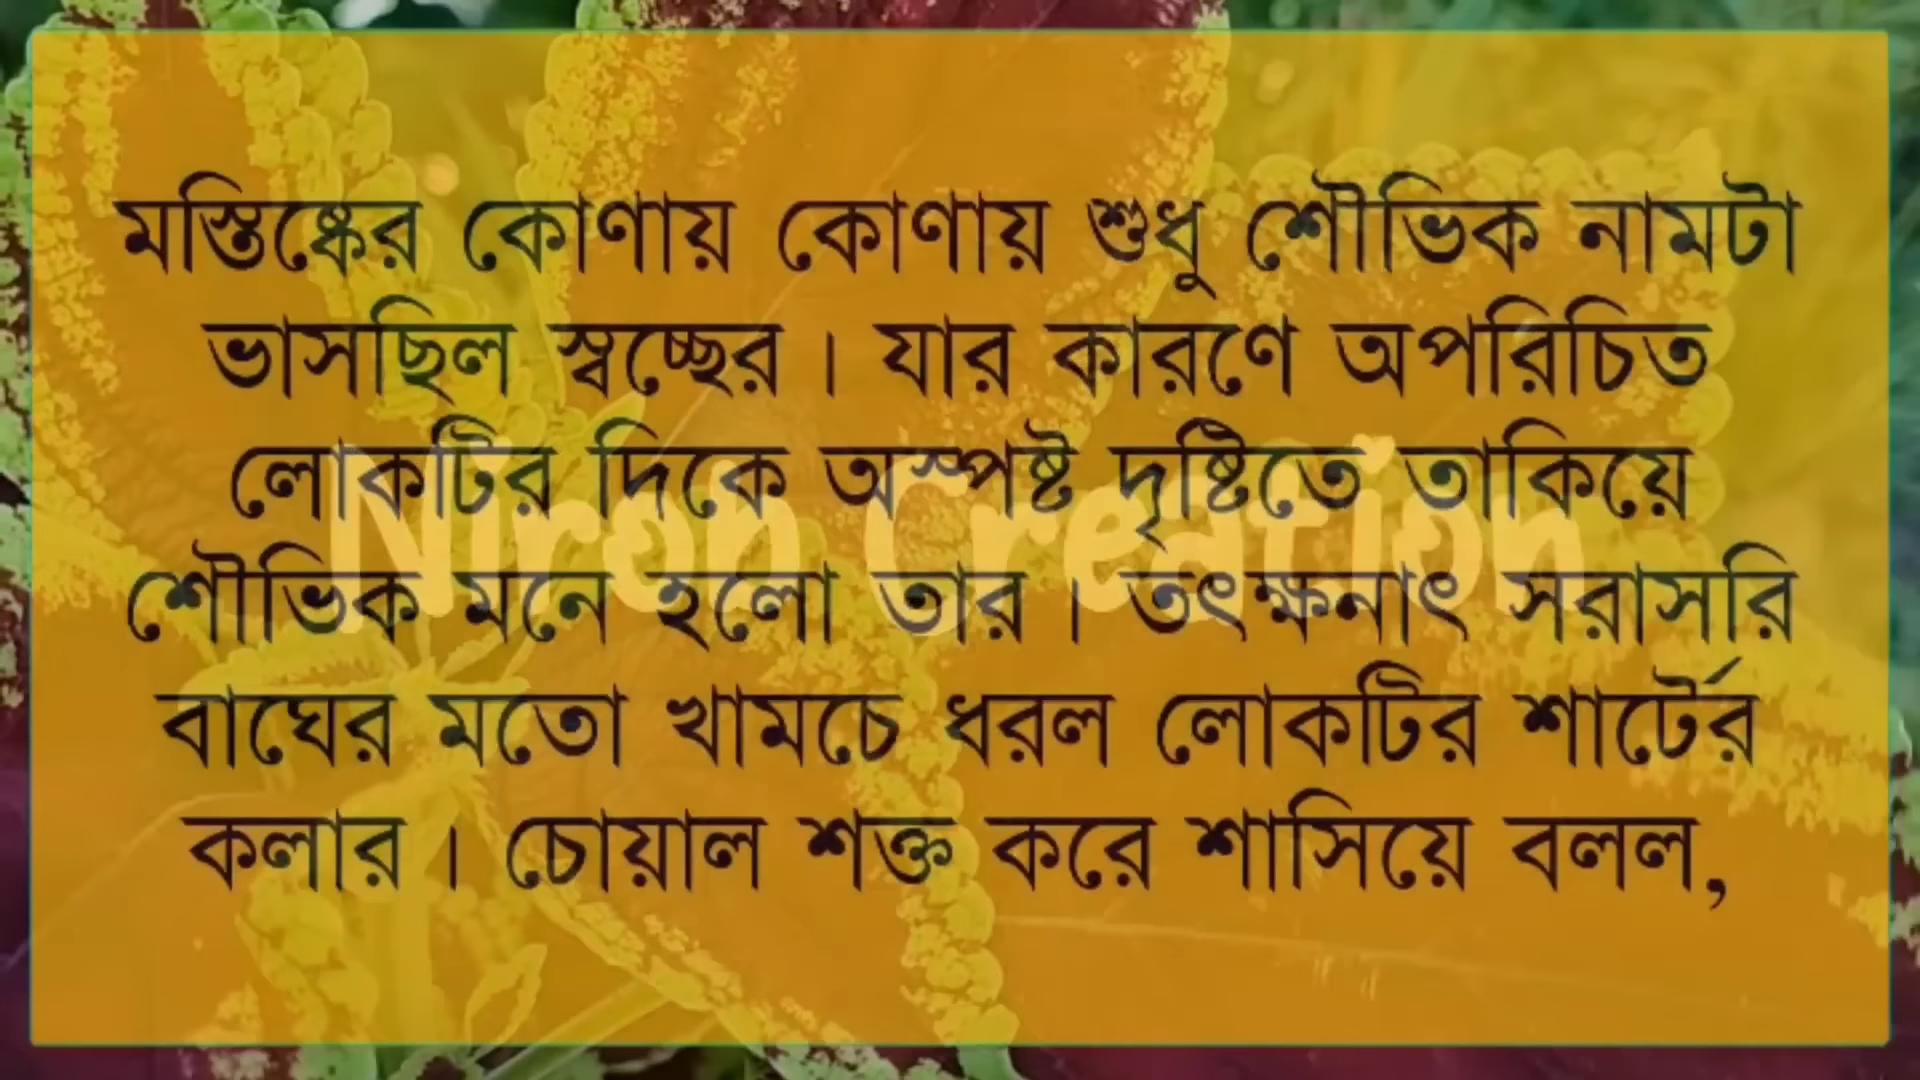 মস্তিষ্কের কোণায় কোণায় শুধু শৌভিক নামটা
ভাসছিল স্বচ্ছের । যার কারণে অপরিচিত
লোকটির দিকে অস্পষ্ট দৃষ্টিতে তাকিয়ে
Niroh Creation
শৌভিক মনে হলো তার । তৎক্ষনাৎ সরাসরি
বাঘের মতো খামচে ধরল লোকটির শার্টের
কলার । চোয়াল শক্ত করে শাসিয়ে বলল,